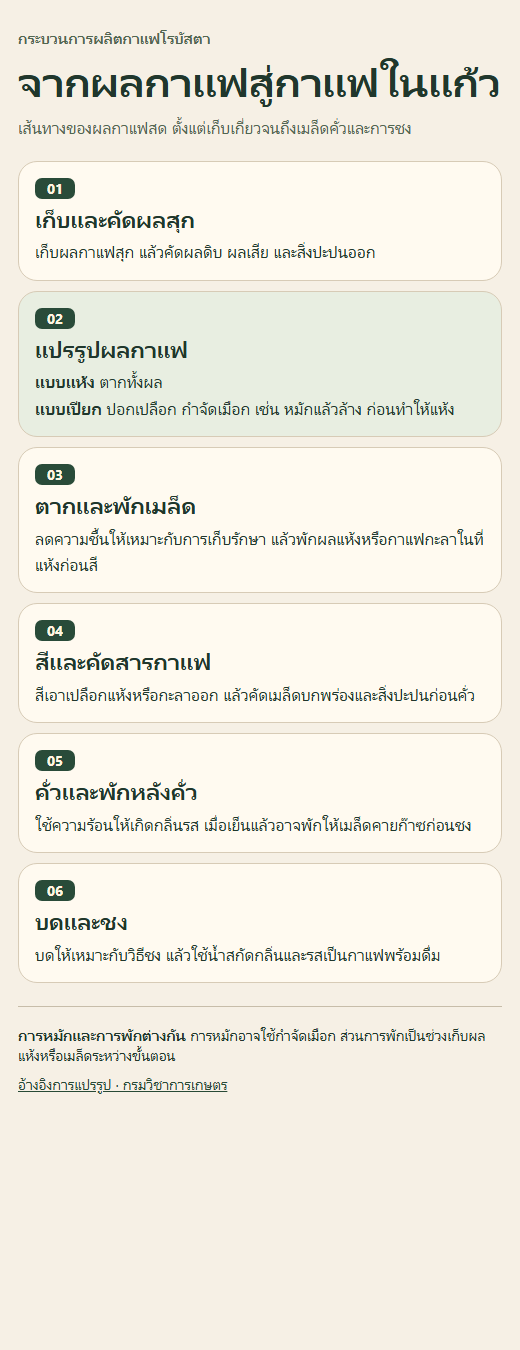 กระบวนการผลิตกาแฟโรบัสตา
จากผลกาแฟสู่กาแฟในแก้ว
เส้นทางของผลกาแฟสด ตั้งแต่เก็บเกี่ยวจนถึงเมล็ดคั่วและการชง
01
เก็บและคัดผลสุก
เก็บผลกาแฟสุก แล้วคัดผลดิบ ผลเสีย และสิ่งปะปนออก
02
แปรรูปผลกาแฟ
แบบแห้ง ตากทั้งผล
แบบเปียก ปอกเปลือก กำจัดเมือก เช่น หมักแล้วล้าง ก่อนทำให้แห้ง
03
ตากและพักเมล็ด
ลดความชื้นให้เหมาะกับการเก็บรักษา แล้วพักผลแห้งหรือกาแฟกะลาในที่
แห้งก่อนสี
04
สีและคัดสารกาแฟ
สีเอาเปลือกแห้งหรือกะลาออก แล้วคัดเมล็ดบกพร่องและสิ่งปะปนก่อนคั่ว
05
คั่วและพักหลังคั่ว
ใช้ความร้อนให้เกิดกลิ่นรส เมื่อเย็นแล้วอาจพักให้เมล็ดคายก๊าซก่อนชง
06
บดและชง
บดให้เหมาะกับวิธีชง แล้วใช้น้ำสกัดกลิ่นและรสเป็นกาแฟพร้อมดื่ม
การหมักและการพักต่างกัน การหมักอาจใช้กำจัดเมือก ส่วนการพักเป็นช่วงเก็บผล
แห้งหรือเมล็ดระหว่างขั้นตอน
อ้างอิงการแปรรูป · กรมวิชาการเกษตร